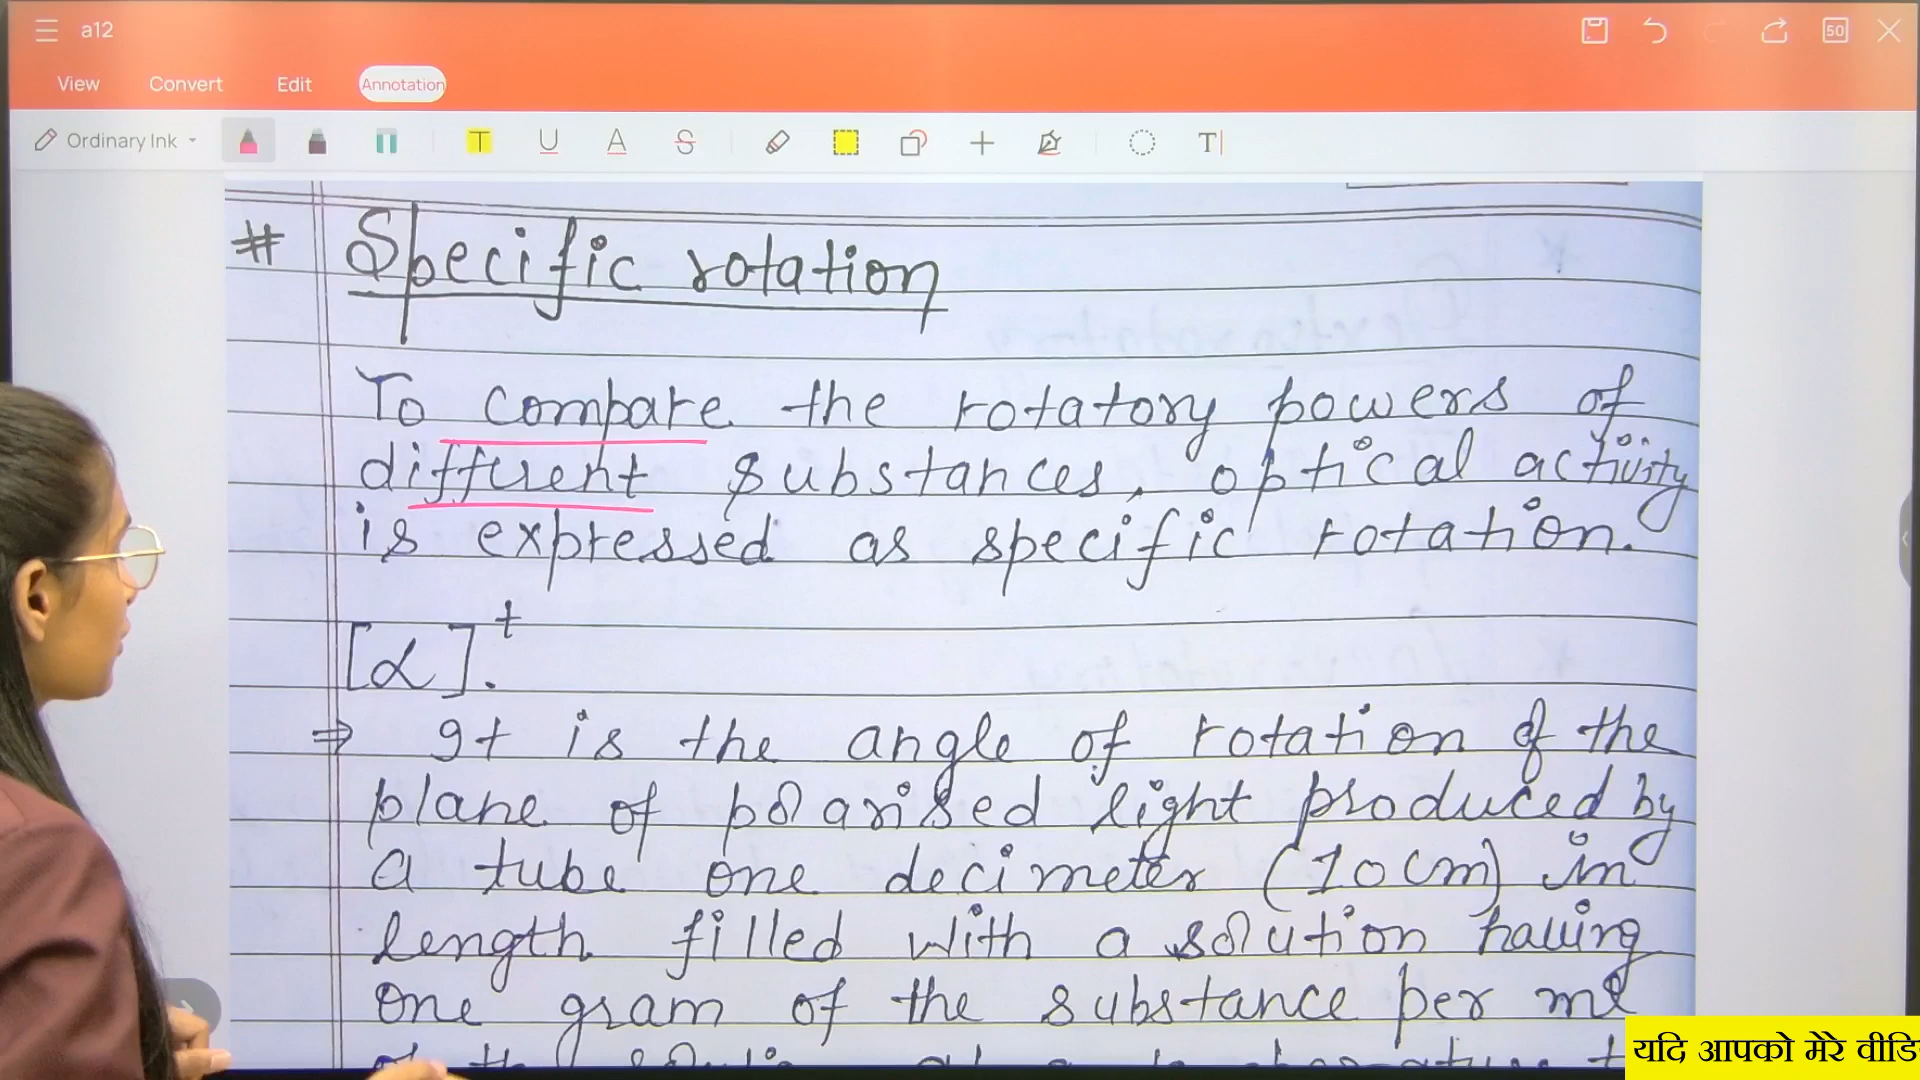 a12
50
View Convert Edit Annotation
Ordinary Ink T U A S T
# Specific rotation
To compare the rotatory powers of
different substances, optical activity
is expressed as specific rotation.
[α].t
⇒ It is the angle of rotation of the
plane of polarised light produced by
a tube one decimeter (10 cm) in
length filled with a solution having
one gram of the substance per ml
यदि आपको मेरे वीडि